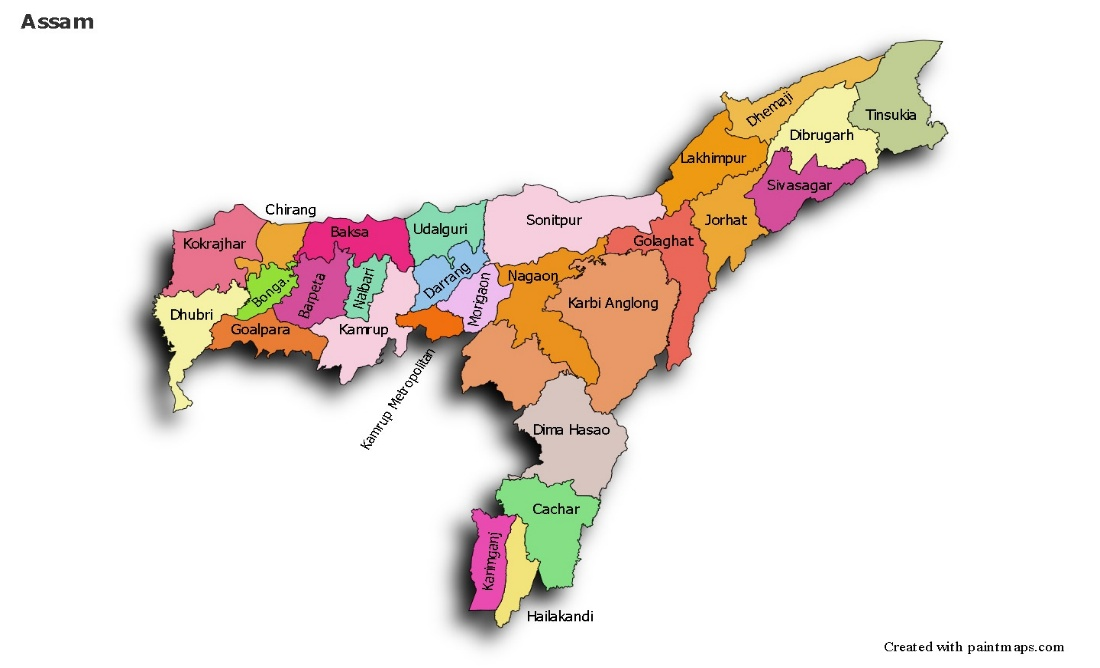 Assam
Dhemaji
Tinsukia
Dibrugarh
Lakhimpur
Sivasagar
Chirang
Jorhat
Sonitpur
Udalguri
Baksa
Kokrajhar
Golaghat
Nagaon
Darrang
Bonga.
Barpeta
Nalbari
Morigaon
Karbi Anglong
Dhubri
Goalpara
Kamrup
Kamrup Metropolitan
Dima Hasao
Cachar
Karimganj
Hailakandi
Created with paintmaps.com